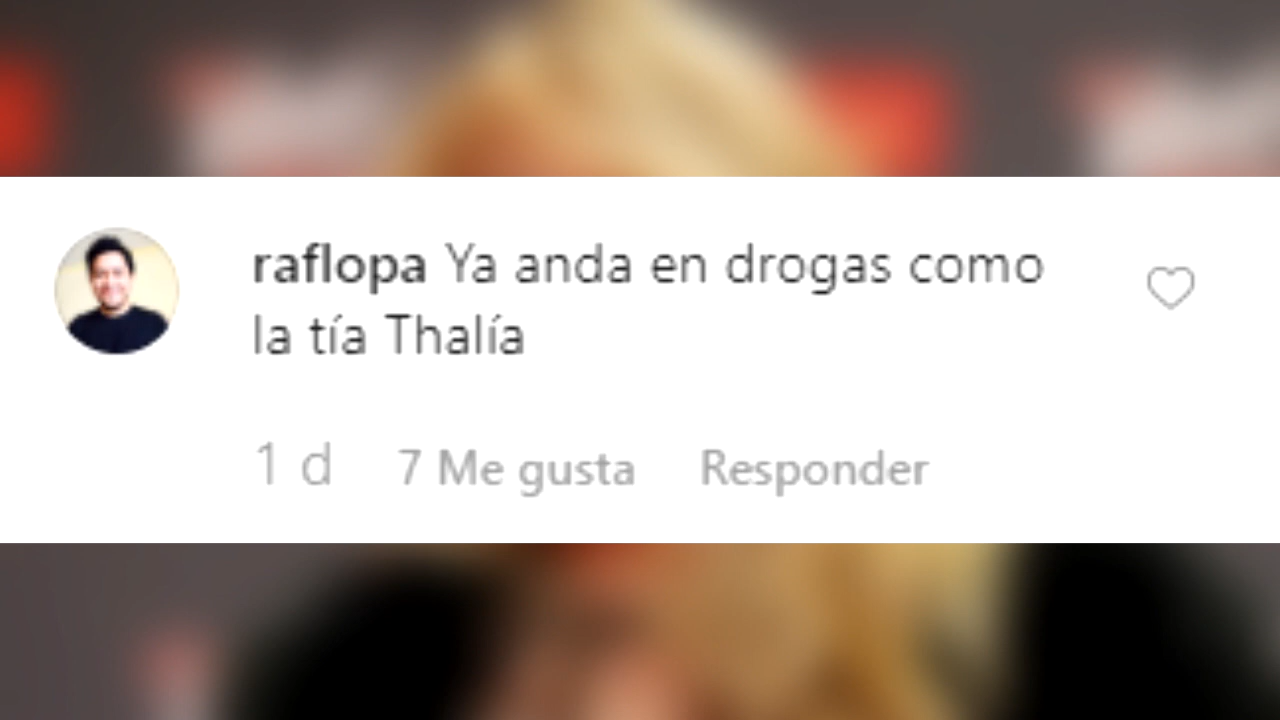 raflopa Ya anda en drogas como
la tía Thalía
1 d 7 Me gusta Responder